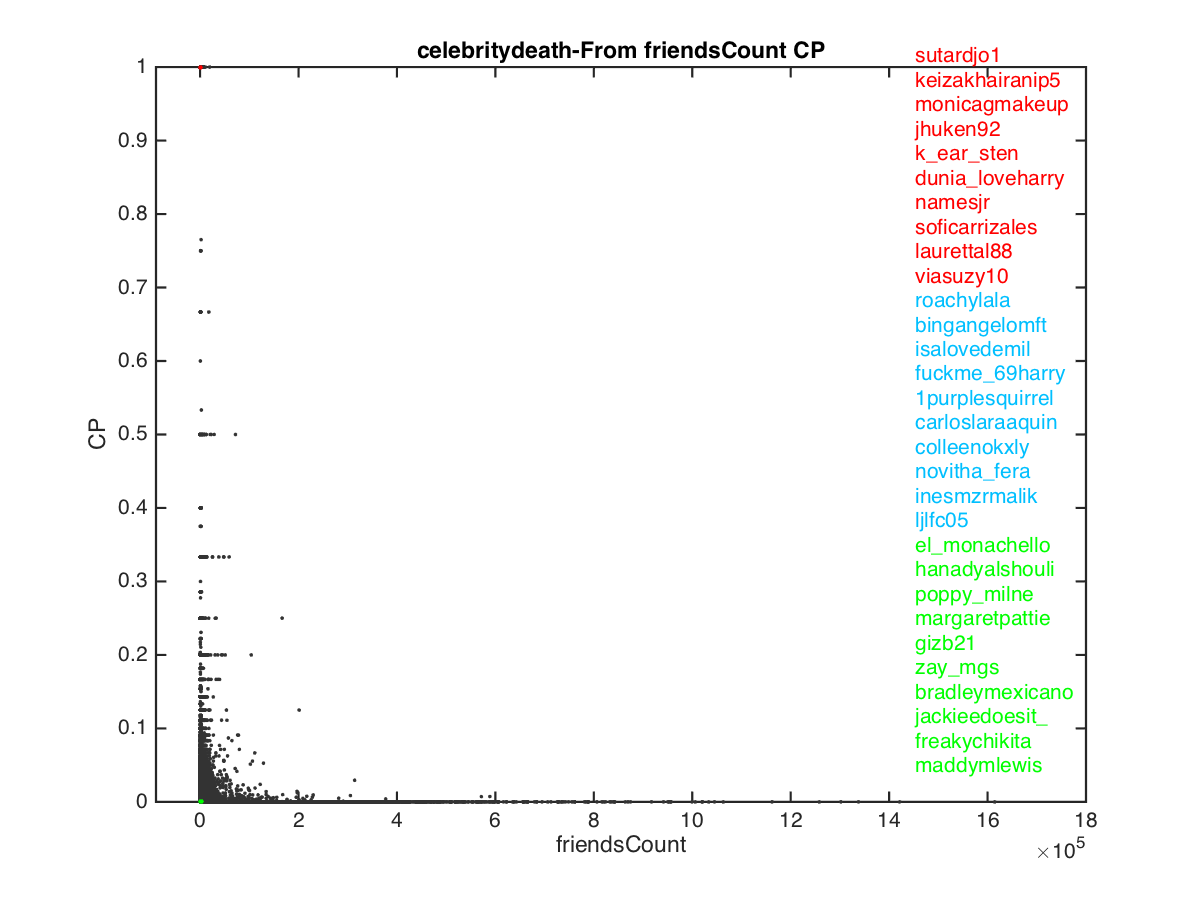 celebritydeath-From friendsCount CP
sutardjo1
keizakhairanip5
monicagmakeup
jhuken92
k_ear_sten
dunia_loveharry
namesjr
soficarrizales
laurettal88
viasuzy10
roachylala
bingangelomft
isalovedemil
fuckme_69harry
1purplesquirrel
carloslaraaquin
colleenokxly
novitha_fera
inesmzrmalik
ljlfc05
el_monachello
hanadyalshouli
poppy_milne
margaretpattie
gizb21
zay_mgs
bradleymexicano
jackieedoesit_
freakychikita
maddymlewis
CP
1
0.9
0.8
0.7
0.6
0.5
0.4
0.3
0.2
0.1
0
0 2 4 6 8 10 12 14 16 18
friendsCount
×10⁵